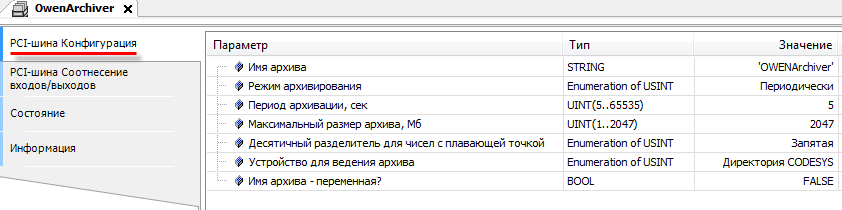 OwenArchiver
PCI-шина Конфигурация
PCI-шина Соотнесение
входов/выходов
Состояние
Информация
Параметр Тип Значение
Имя архива STRING 'OWENArchiver'
Режим архивирования Enumeration of USINT Периодически
Период архивации, сек UINT(5..65535) 5
Максимальный размер архива, Мб UINT(1..2047) 2047
Десятичный разделитель для чисел с плавающей точкой Enumeration of USINT Запятая
Устройство для ведения архива Enumeration of USINT Директория CODESYS
Имя архива - переменная? BOOL FALSE